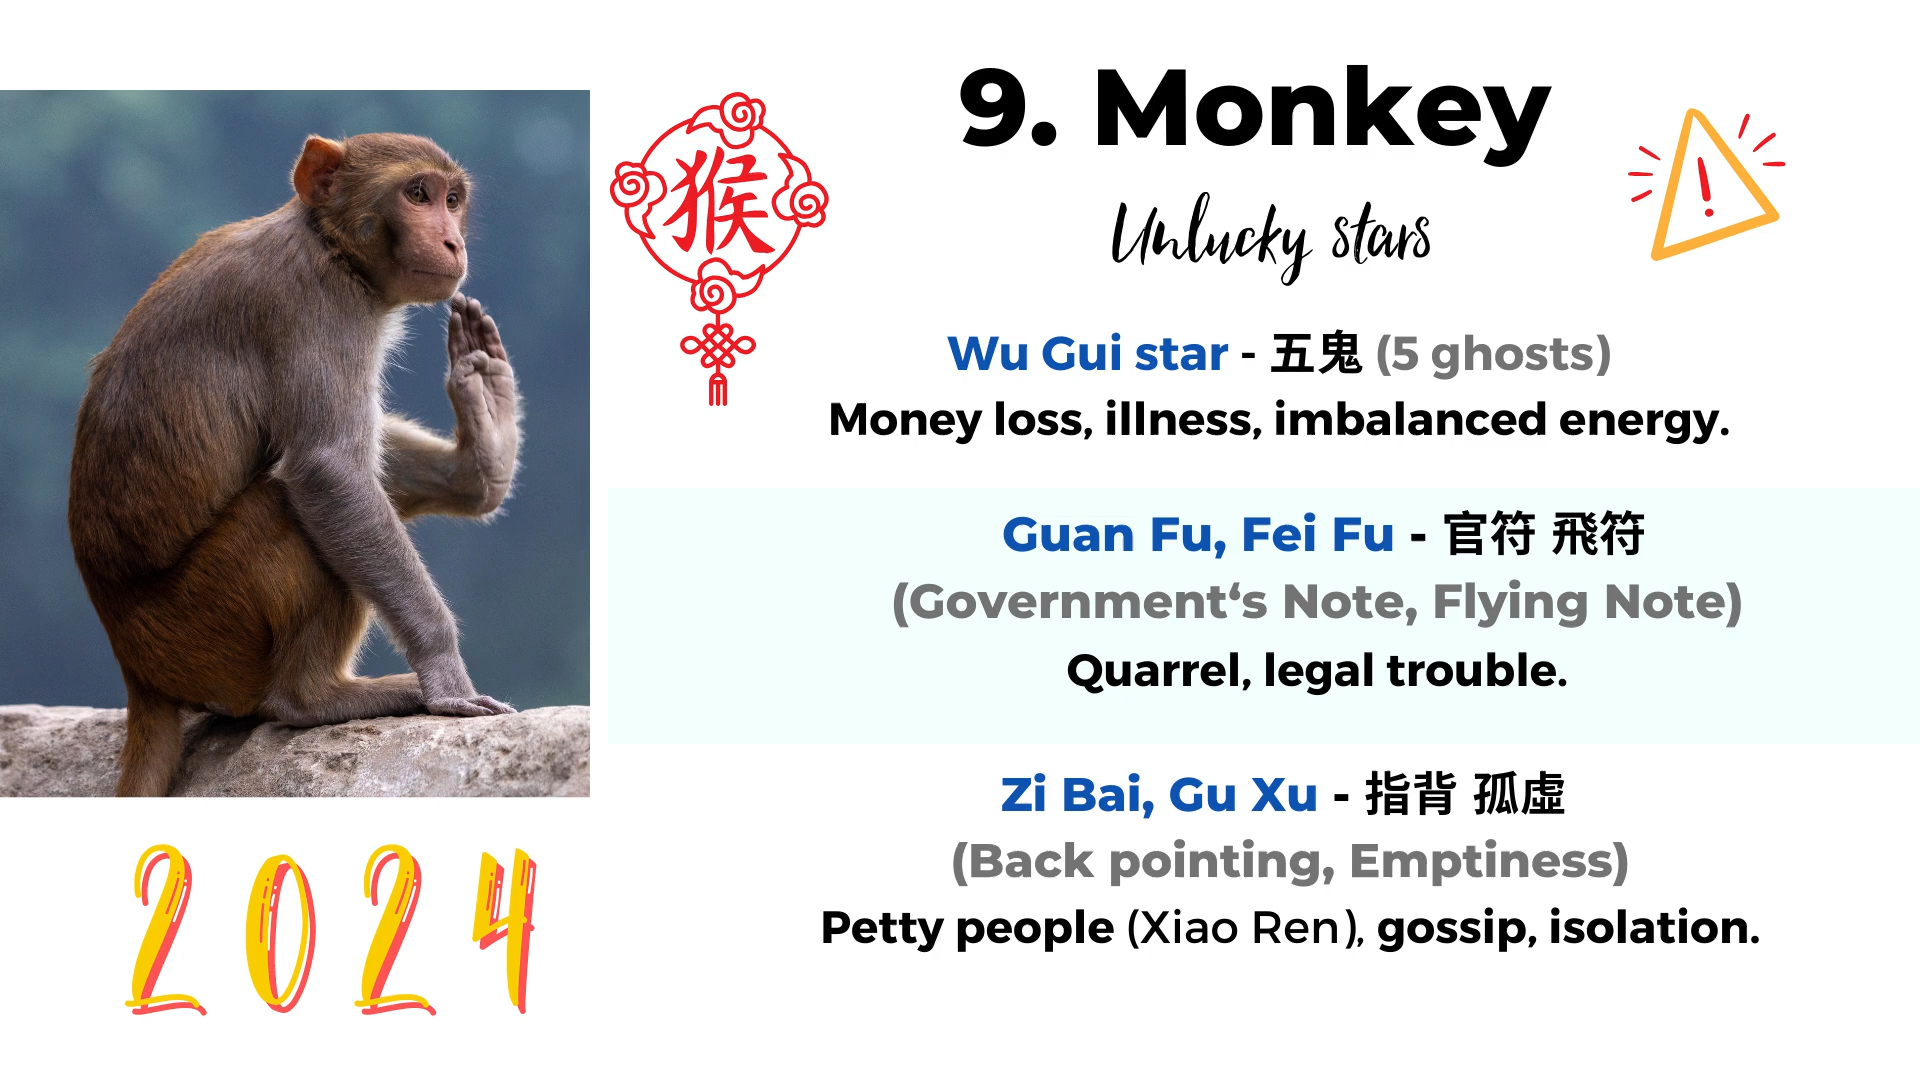 9. Monkey
猴
Unlucky stars
Wu Gui star - 五鬼 (5 ghosts)
Money loss, illness, imbalanced energy.
Guan Fu, Fei Fu - 官符 飛符
(Government‘s Note, Flying Note)
Quarrel, legal trouble.
Zi Bai, Gu Xu - 指背 孤虛
(Back pointing, Emptiness)
Petty people (Xiao Ren), gossip, isolation.
2024